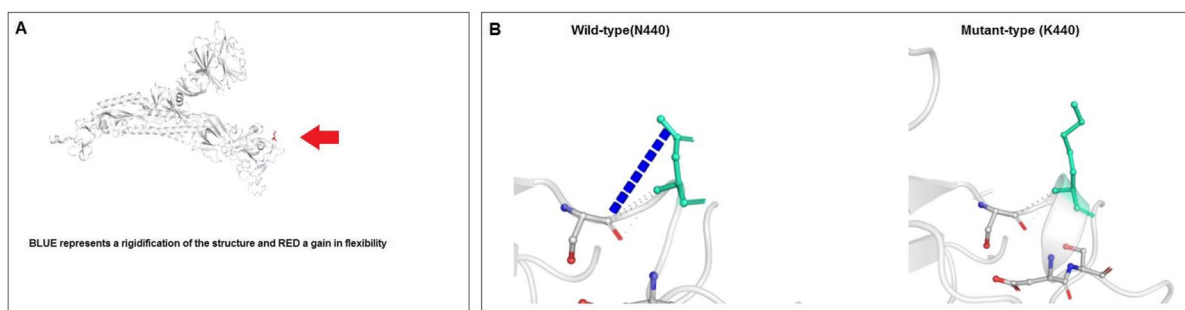 A
BLUE represents a rigidification of the structure and RED a gain in flexibility
B
Wild-type(N440)
Mutant-type (K440)